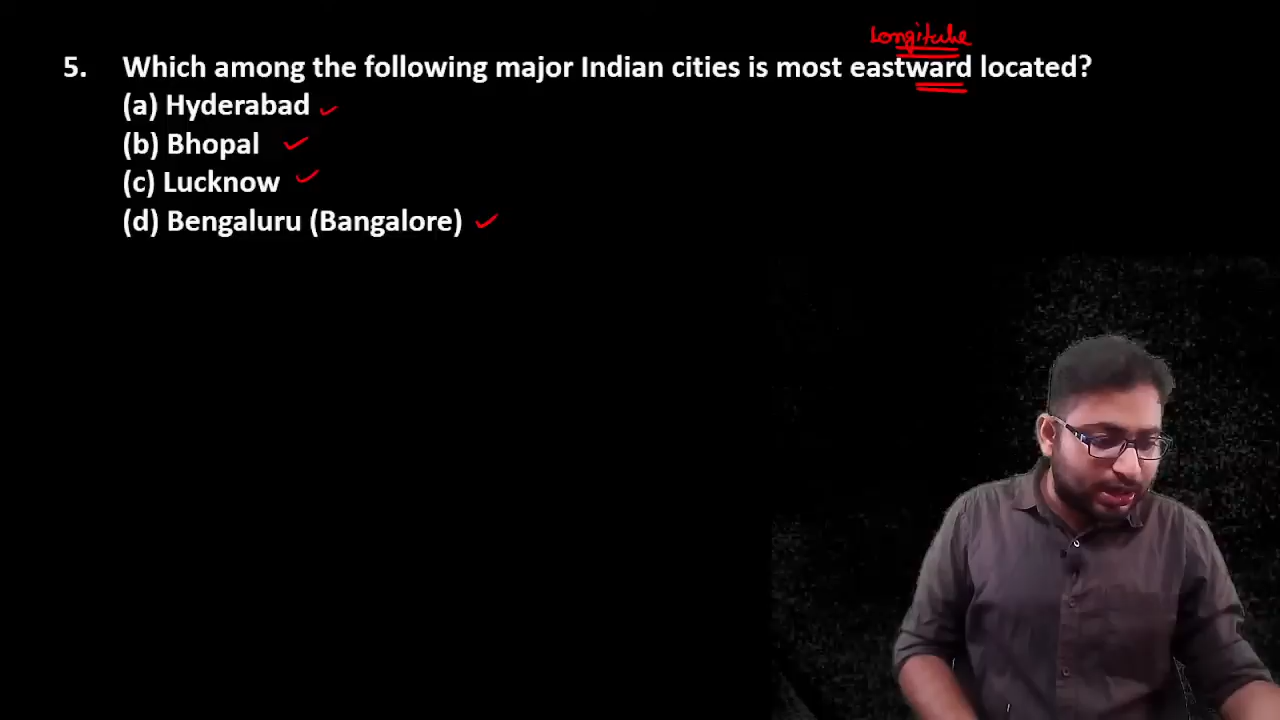 Longitude
5. Which among the following major Indian cities is most eastward located?
(a) Hyderabad
(b) Bhopal
(c) Lucknow
(d) Bengaluru (Bangalore)